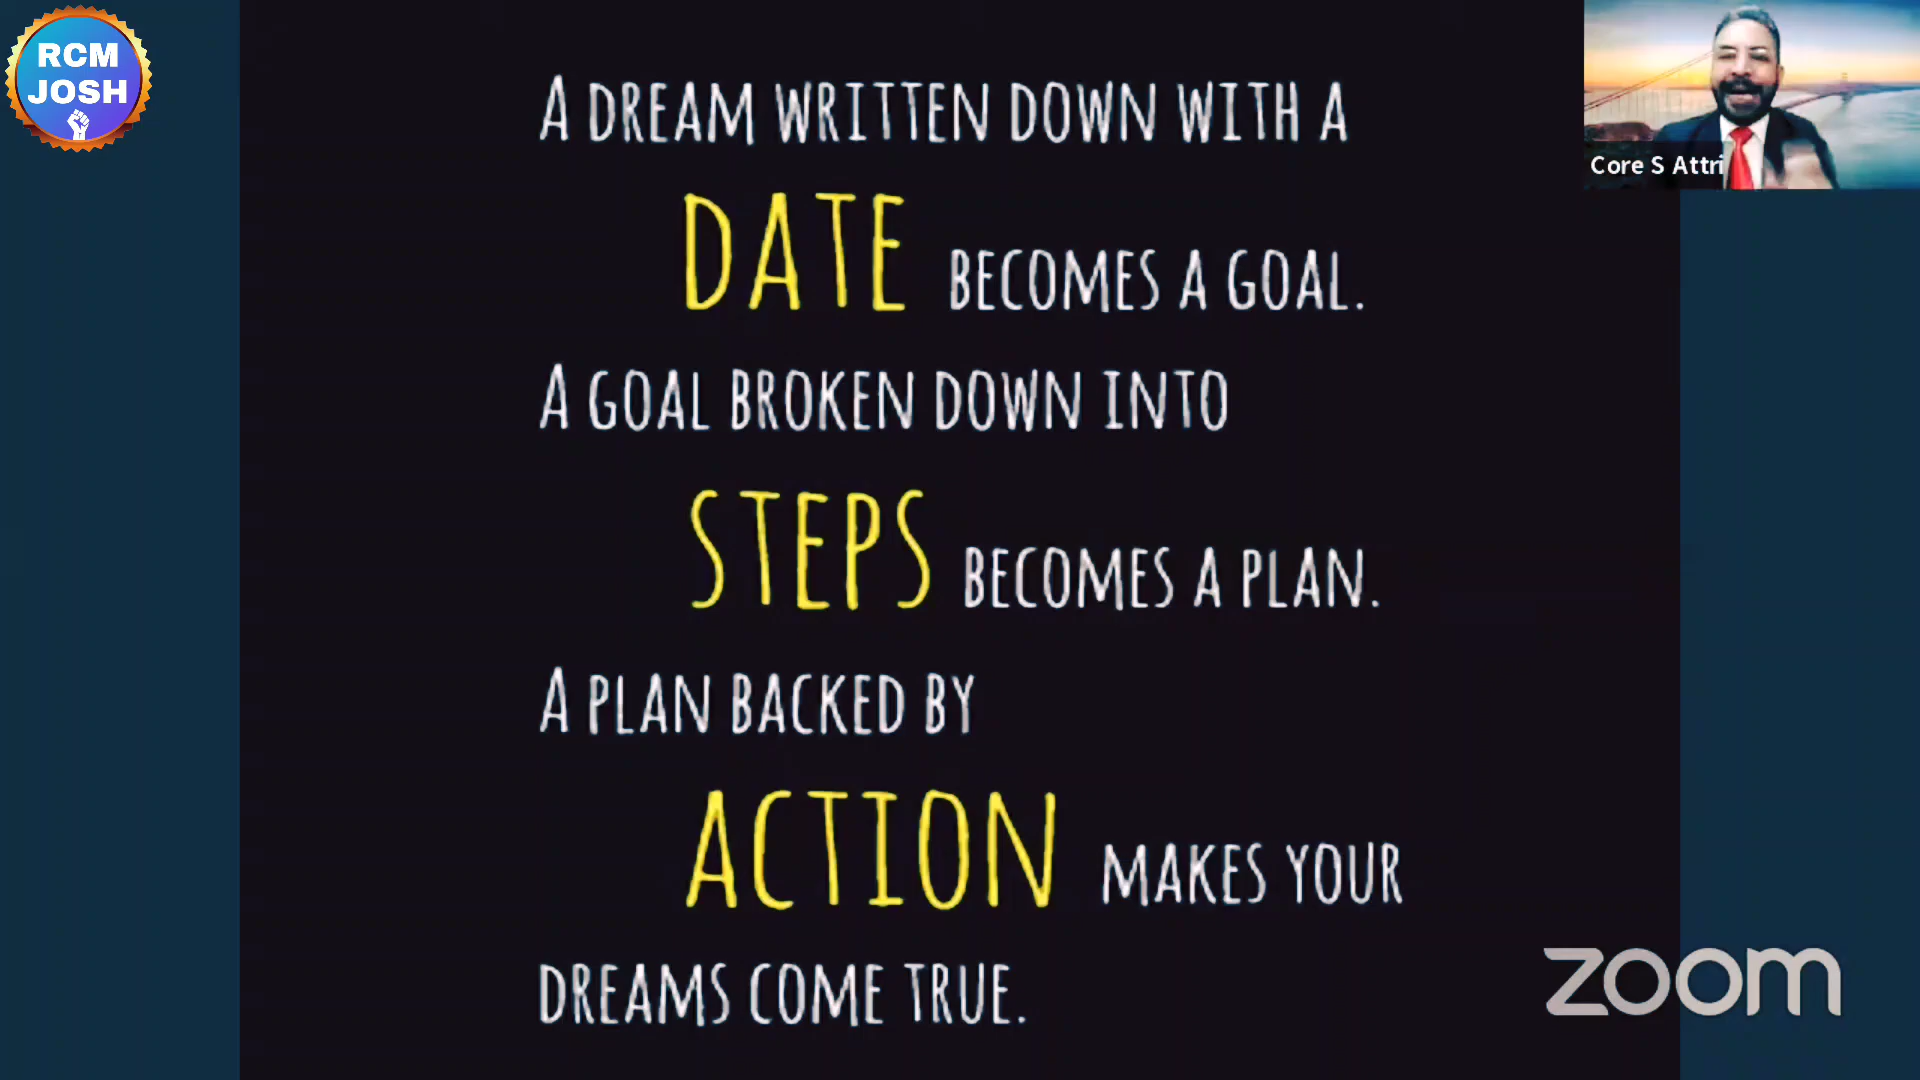 RCM
JOSH
A DREAM WRITTEN DOWN WITH A
DATE BECOMES A GOAL.
A GOAL BROKEN DOWN INTO
STEPS BECOMES A PLAN.
A PLAN BACKED BY
ACTION MAKES YOUR
DREAMS COME TRUE.
Core S Attri
zoom